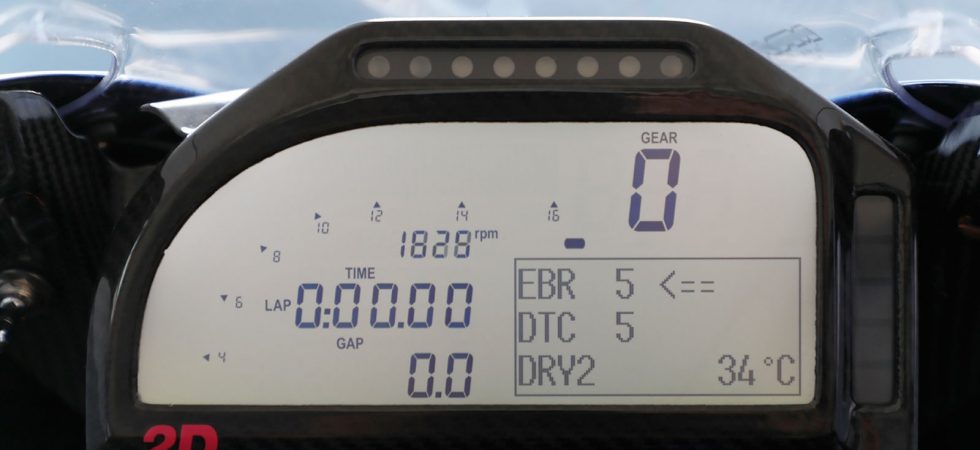 GEAR
0
10 12 14 16
1828 rpm
8
TIME
6 LAP 0:00.00
GAP
4
0.0
EBR 5 <==
DTC 5
DRY2 34°C
2D